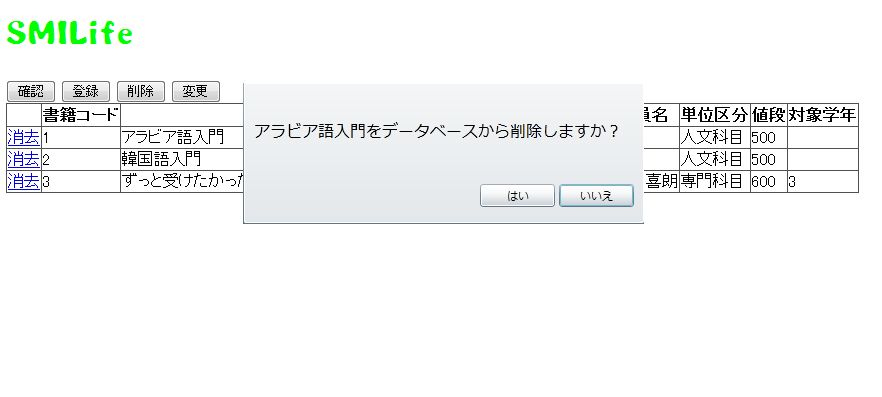 SMILife
確認 登録 削除 変更
書籍コード 員名 単位区分 値段 対象学年
消去 1 アラビア語入門 人文科目 500
消去 2 韓国語入門 人文科目 500
消去 3 ずっと受けたかった 喜朗 専門科目 600 3
アラビア語入門をデータベースから削除しますか？
はい いいえ